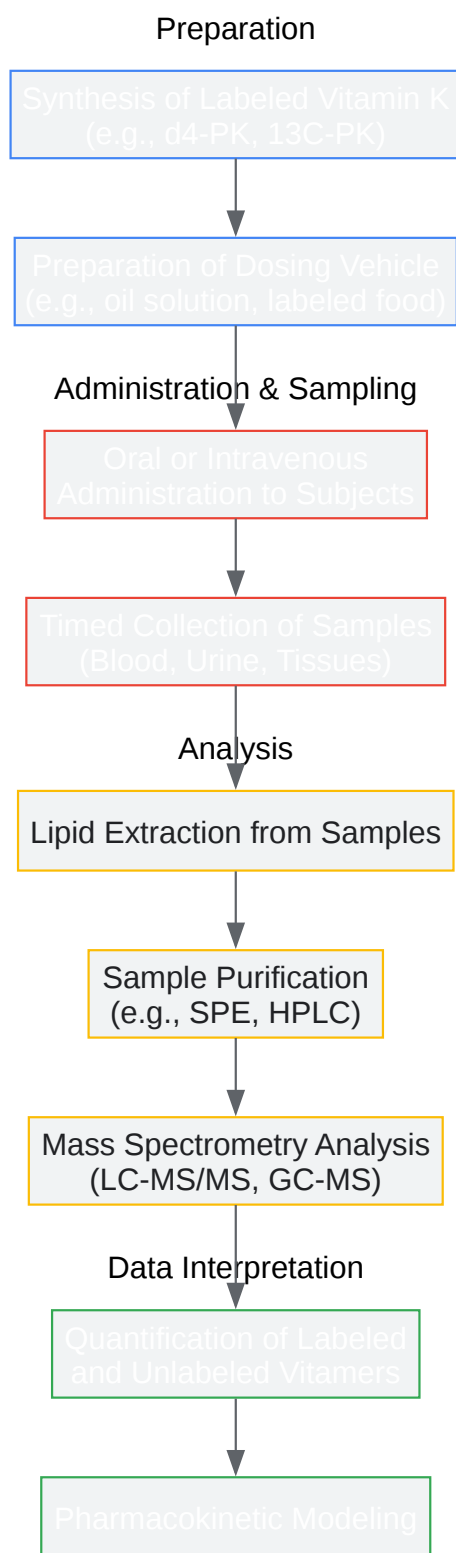 Preparation
Synthesis of Labeled Vitamin K
(e.g., d4-PK, 13C-PK)
Preparation of Dosing Vehicle
(e.g., oil solution, labeled food)
Administration & Sampling
Oral or Intravenous
Administration to Subjects
Timed Collection of Samples
(Blood, Urine, Tissues)
Analysis
Lipid Extraction from Samples
Sample Purification
(e.g., SPE, HPLC)
Mass Spectrometry Analysis
(LC-MS/MS, GC-MS)
Data Interpretation
Quantification of Labeled
and Unlabeled Vitamers
Pharmacokinetic Modeling